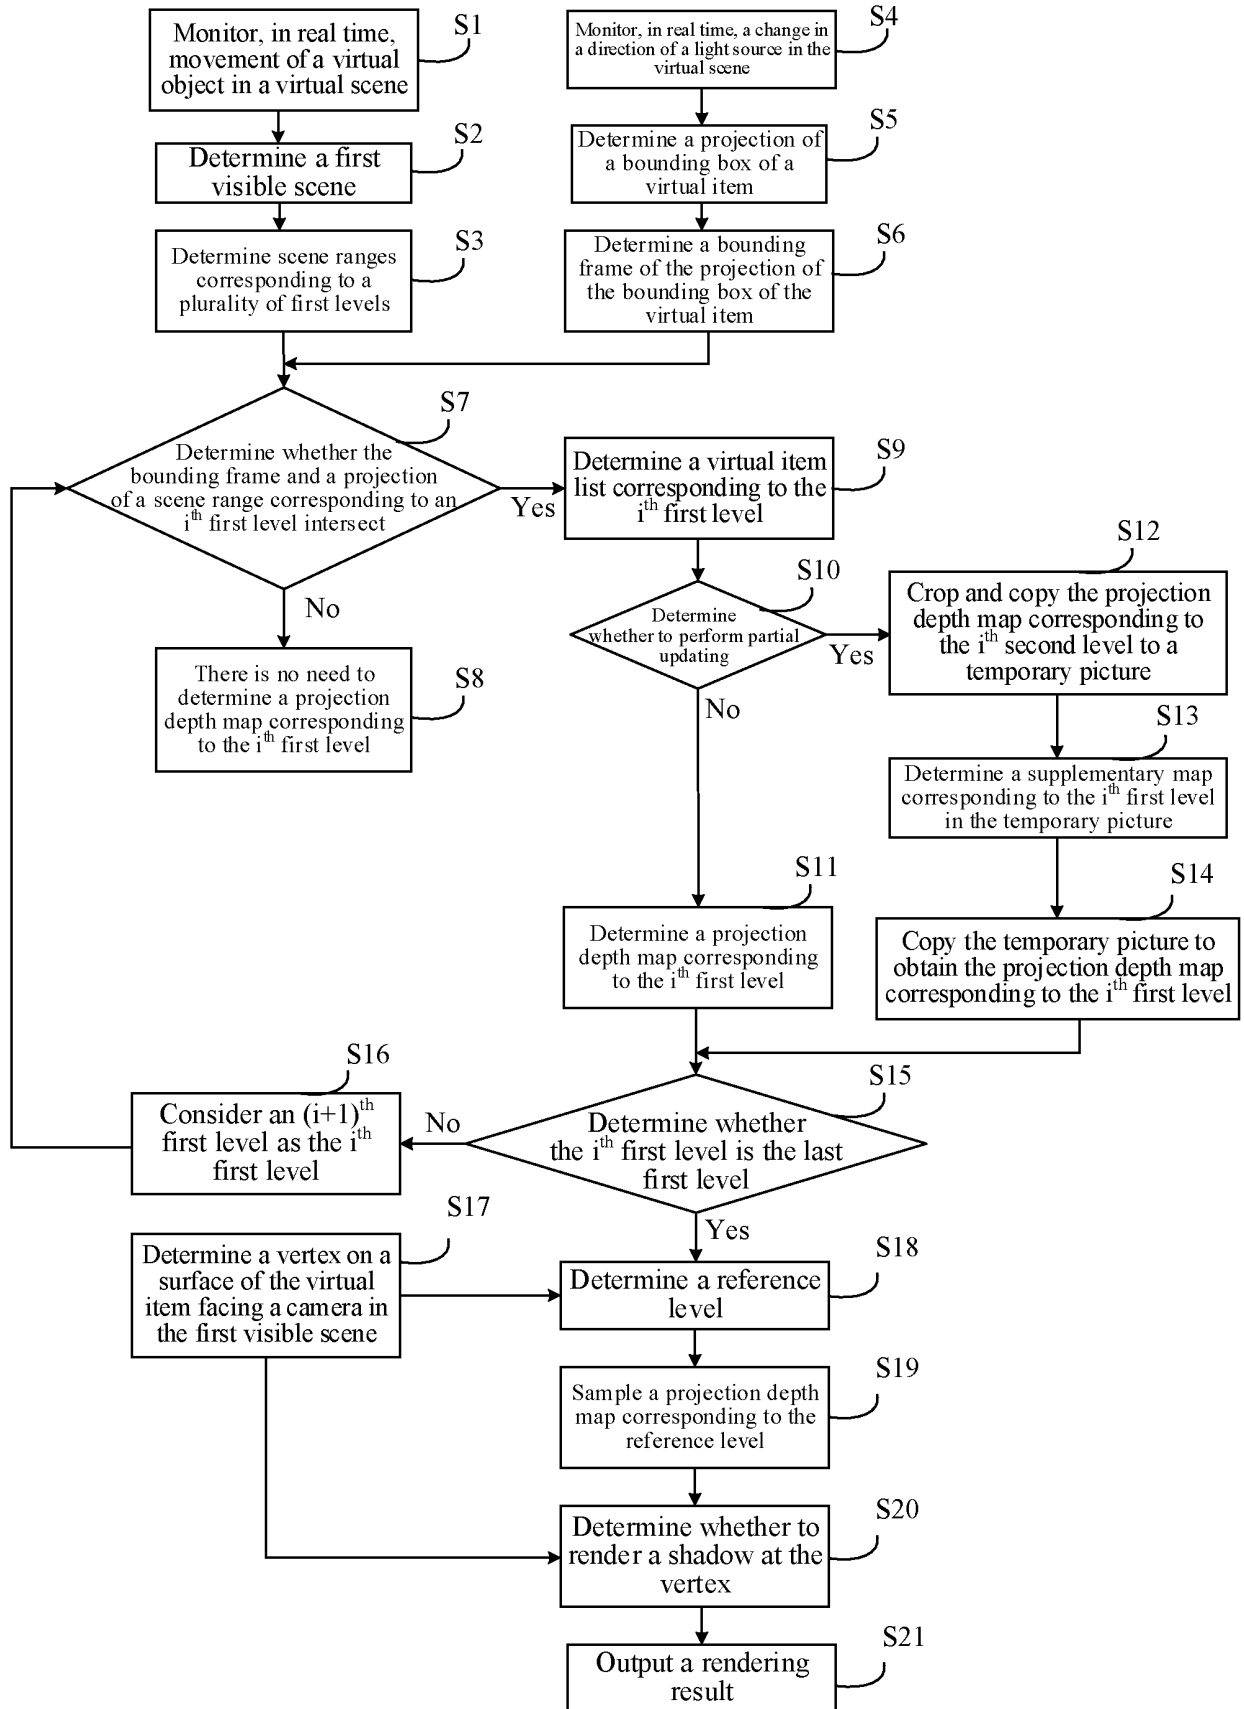 S1
Monitor, in real time,
movement of a virtual
object in a virtual scene
S4
Monitor, in real time, a change in
a direction of a light source in the
virtual scene
S2
Determine a first
visible scene
S5
Determine a projection of
a bounding box of a
virtual item
S3
Determine scene ranges
corresponding to a
plurality of first levels
S6
Determine a bounding
frame of the projection of
the bounding box of the
virtual item
S7
Determine whether the
bounding frame and a projection
of a scene range corresponding to an
i^th first level intersect
Yes
No
S8
There is no need to
determine a projection
depth map corresponding
to the i^th first level
S9
Determine a virtual item
list corresponding to the
i^th first level
S10
Determine
whether to perform partial
updating
Yes
No
S12
Crop and copy the projection
depth map corresponding to
the i^th second level to a
temporary picture
S13
Determine a supplementary map
corresponding to the i^th first level
in the temporary picture
S11
Determine a projection
depth map corresponding
to the i^th first level
S14
Copy the temporary picture to
obtain the projection depth map
corresponding to the i^th first level
S15
Determine whether
the i^th first level is the last
first level
No
Yes
S16
Consider an (i+1)^th
first level as the i^th
first level
S17
Determine a vertex on a
surface of the virtual
item facing a camera in
the first visible scene
S18
Determine a reference
level
S19
Sample a projection depth
map corresponding to the
reference level
S20
Determine whether to
render a shadow at the
vertex
S21
Output a rendering
result